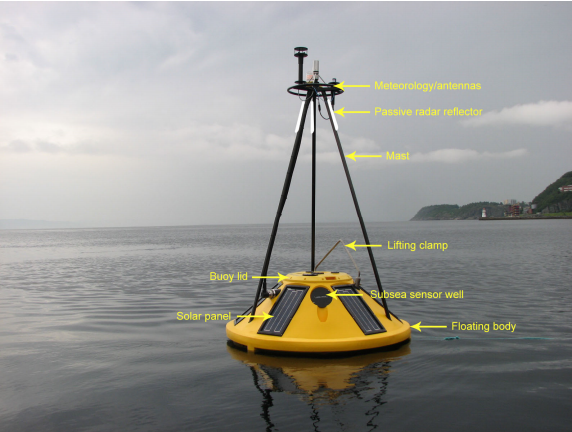 Meteorology/antennas
Passive radar reflector
Mast
Lifting clamp
Buoy lid
Subsea sensor well
Solar panel
Floating body